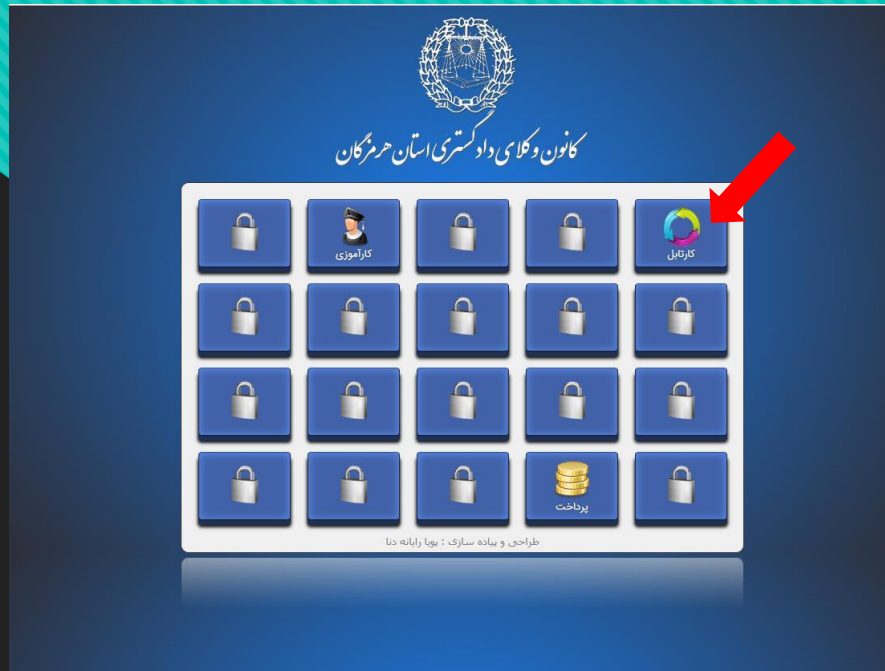 کانون وکلای دادگستری استان هرمزگان
کارتابل
کارآموزی
پرداخت
طراحی و پیاده سازی : پویا رایانه دنا